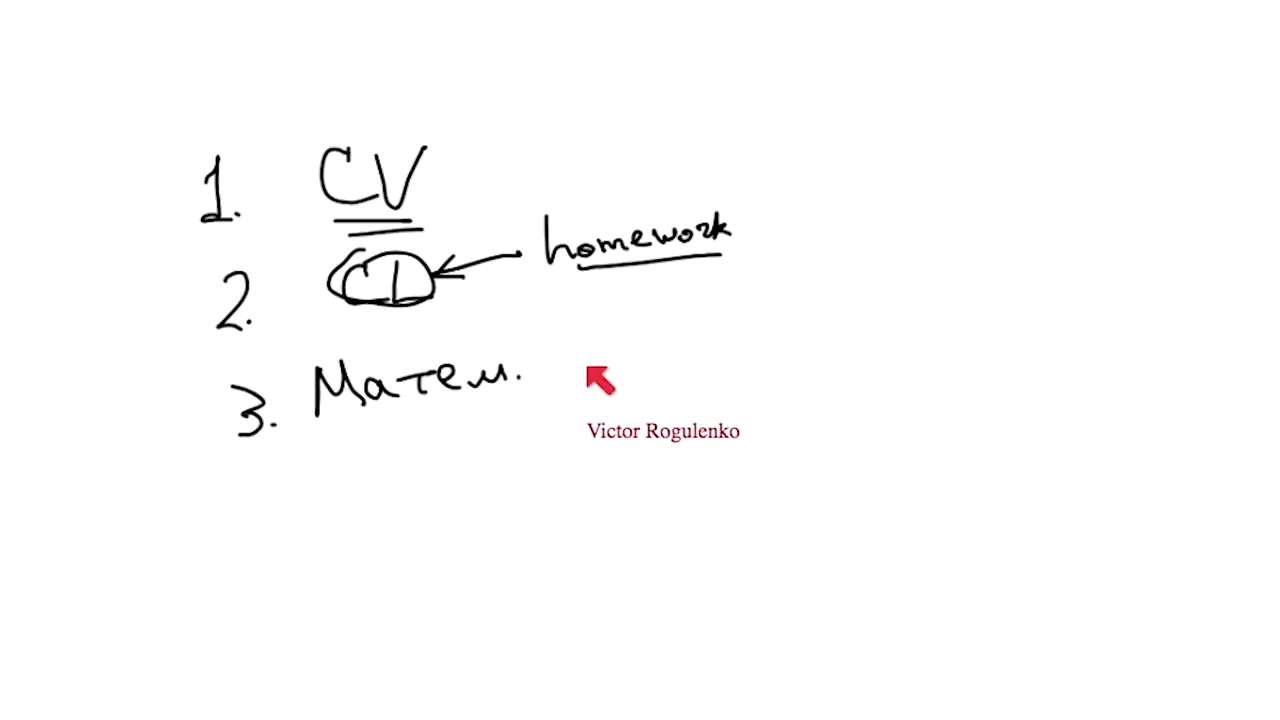 1. CV
homework
2. CL
3. Матем.
Victor Rogulenko